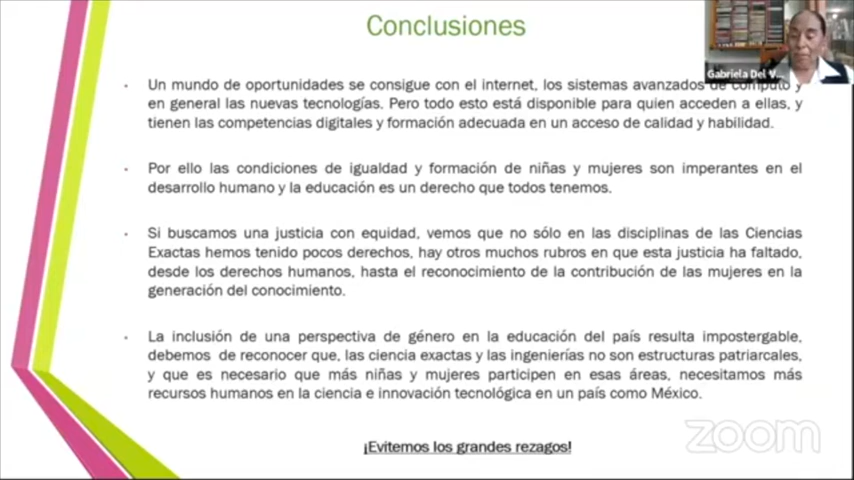 Conclusiones
Gabriela Del V...
Un mundo de oportunidades se consigue con el internet, los sistemas avanzados de computo y
en general las nuevas tecnologías. Pero todo esto está disponible para quien acceden a ellas, y
tienen las competencias digitales y formación adecuada en un acceso de calidad y habilidad.
Por ello las condiciones de igualdad y formación de niñas y mujeres son imperantes en el
desarrollo humano y la educación es un derecho que todos tenemos.
Si buscamos una justicia con equidad, vemos que no sólo en las disciplinas de las Ciencias
Exactas hemos tenido pocos derechos, hay otros muchos rubros en que esta justicia ha faltado,
desde los derechos humanos, hasta el reconocimiento de la contribución de las mujeres en la
generación del conocimiento.
La inclusión de una perspectiva de género en la educación del país resulta impostergable,
debemos de reconocer que, las ciencia exactas y las ingenierías no son estructuras patriarcales,
y que es necesario que más niñas y mujeres participen en esas áreas, necesitamos más
recursos humanos en la ciencia e innovación tecnológica en un país como México.
¡Evitemos los grandes rezagos!
zoom